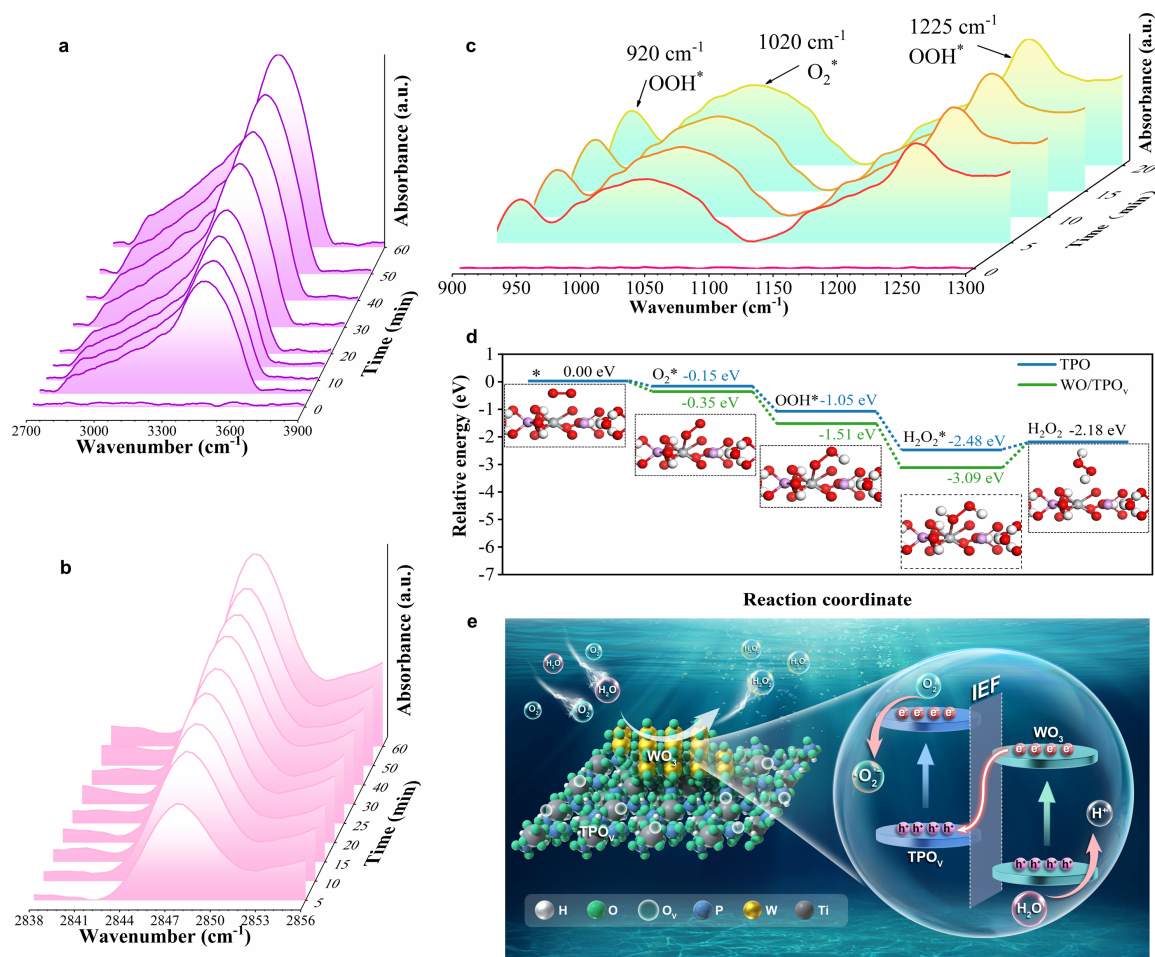 a
Absorbance (a.u.)
60
50
40
30
20
10
0
Time (min)
2700
3000
3300
3600
3900
Wavenumber (cm-1)
b
Absorbance (a.u.)
60
50
40
30
25
20
15
10
5
Time (min)
2838
2841
2844
2847
2850
2853
2856
Wavenumber (cm-1)
c
920 cm-1
OOH*
1020 cm-1
O2*
1225 cm-1
OOH*
Absorbance (a.u.)
20
15
10
5
0
Time (min)
900
950
1000
1050
1100
1150
1200
1250
1300
Wavenumber (cm-1)
d
Relative energy (eV)
1
0
-1
-2
-3
-4
-5
-6
-7
TPO
WO/TPOv
* 0.00 eV
O2* -0.15 eV
-0.35 eV
OOH* -1.05 eV
-1.51 eV
H2O2* -2.48 eV
-3.09 eV
H2O2 -2.18 eV
Reaction coordinate
e
H2O
O2
O2
O2
H2O
H2O2
H2O2
H2O2
WO3
TPOv
O2
IEF
e- e- e- e-
WO3
e- e- e- e-
·O2-
h+ h+ h+ h+
TPOv
H+
h+ h+ h+ h+
H2O
H
O
Ov
P
W
Ti